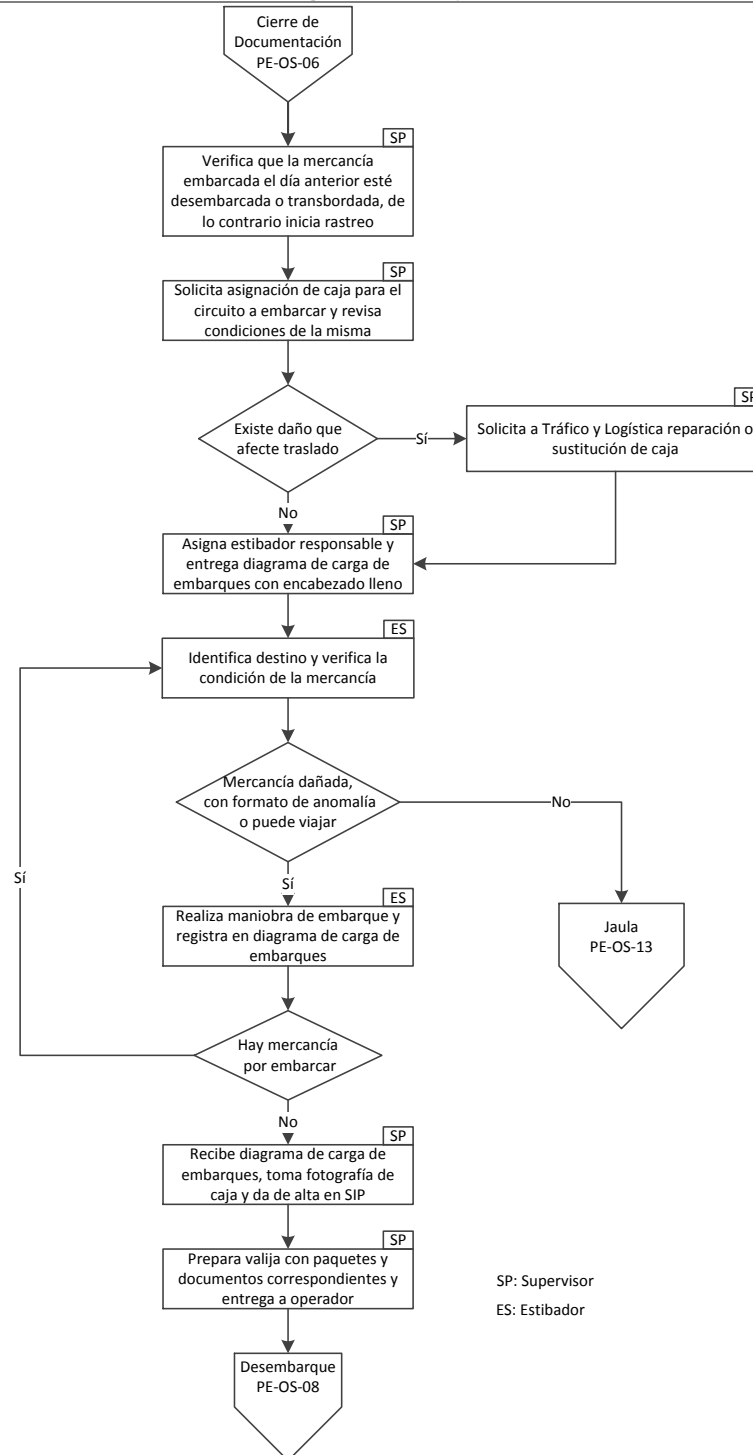 Cierre de
Documentación
PE-OS-06
SP
Verifica que la mercancía
embarcada el día anterior esté
desembarcada o transbordada, de
lo contrario inicia rastreo
SP
Solicita asignación de caja para el
circuito a embarcar y revisa
condiciones de la misma
Existe daño que
afecte traslado
Sí
SP
Solicita a Tráfico y Logística reparación o
sustitución de caja
No
SP
Asigna estibador responsable y
entrega diagrama de carga de
embarques con encabezado lleno
ES
Identifica destino y verifica la
condición de la mercancía
Mercancía dañada,
con formato de anomalía
o puede viajar
No
Jaula
PE-OS-13
Sí
ES
Realiza maniobra de embarque y
registra en diagrama de carga de
embarques
Hay mercancía
por embarcar
Sí
No
SP
Recibe diagrama de carga de
embarques, toma fotografía de
caja y da de alta en SIP
SP
Prepara valija con paquetes y
documentos correspondientes y
entrega a operador
SP: Supervisor
ES: Estibador
Desembarque
PE-OS-08